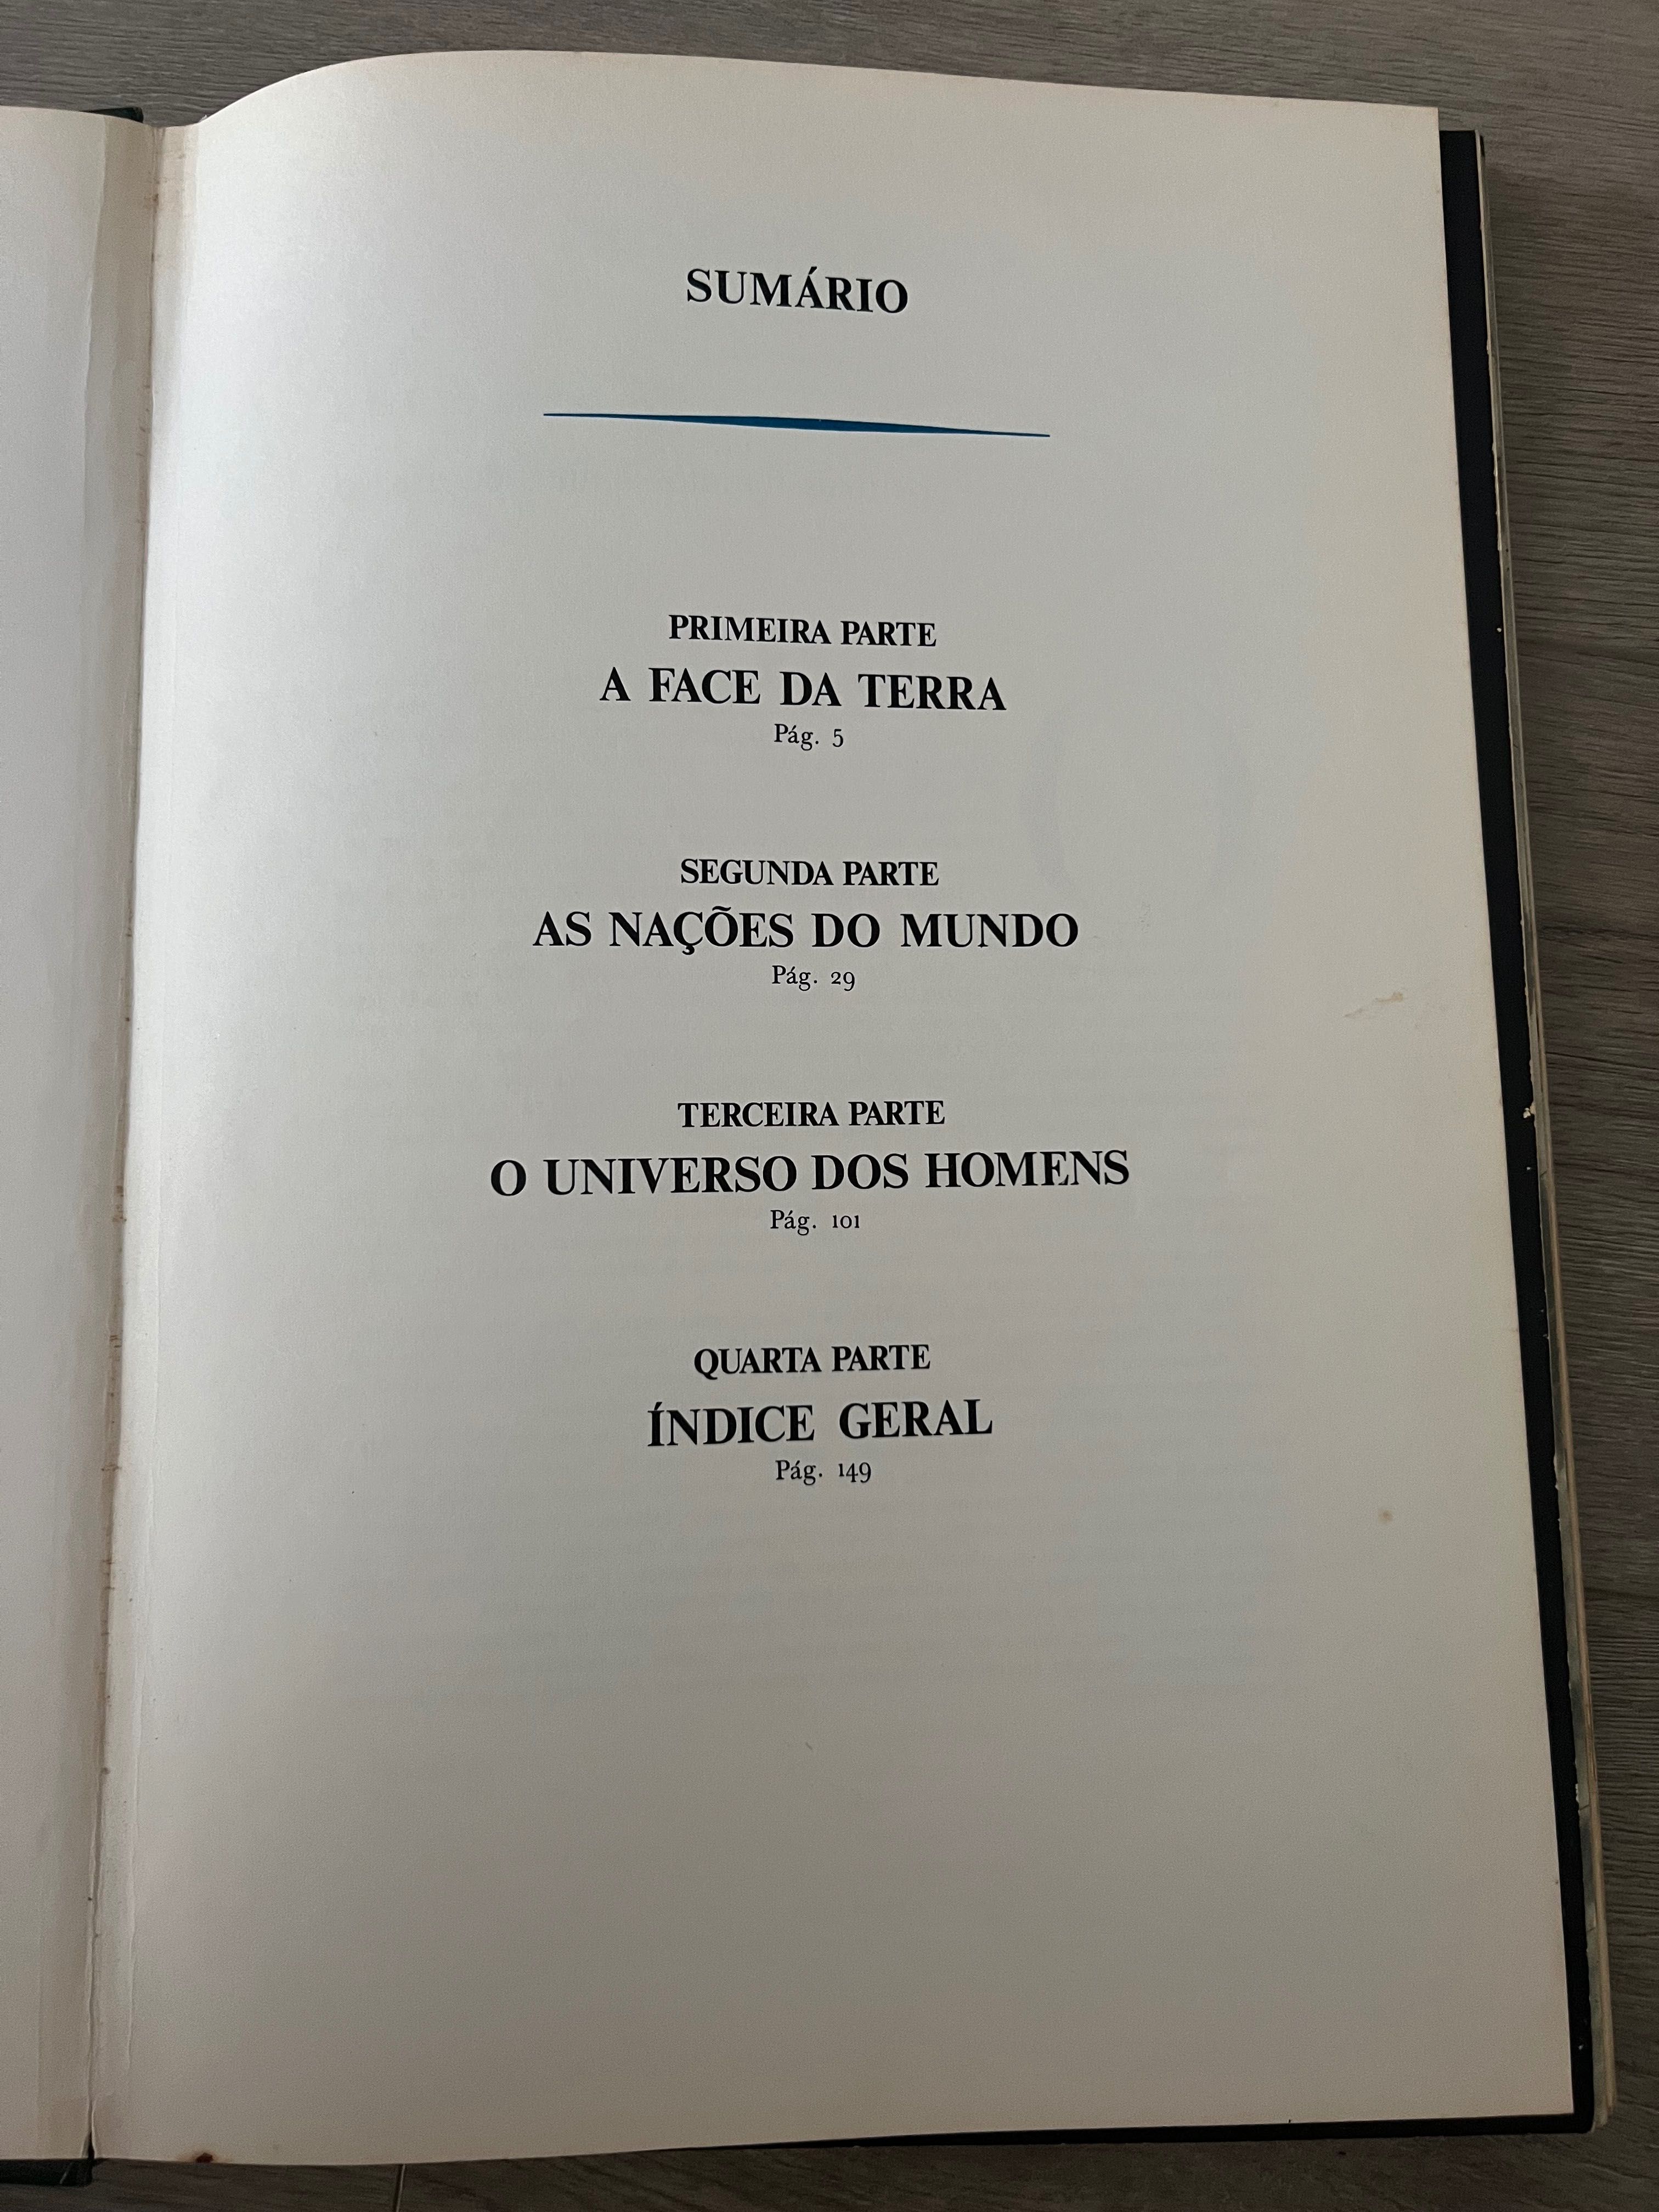 SUMÁRIO
PRIMEIRA PARTE
A FACE DA TERRA
Pág. 5
SEGUNDA PARTE
AS NAÇÕES DO MUNDO
Pág. 29
TERCEIRA PARTE
O UNIVERSO DOS HOMENS
Pág. 101
QUARTA PARTE
ÍNDICE GERAL
Pág. 149